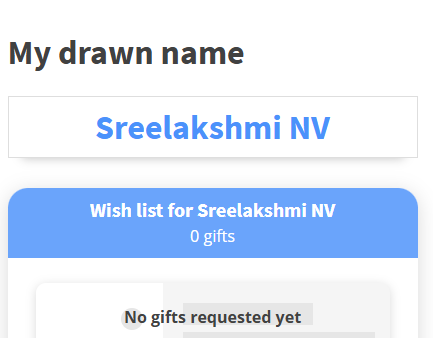 My drawn name
Sreelakshmi NV
Wish list for Sreelakshmi NV
0 gifts
No gifts requested yet